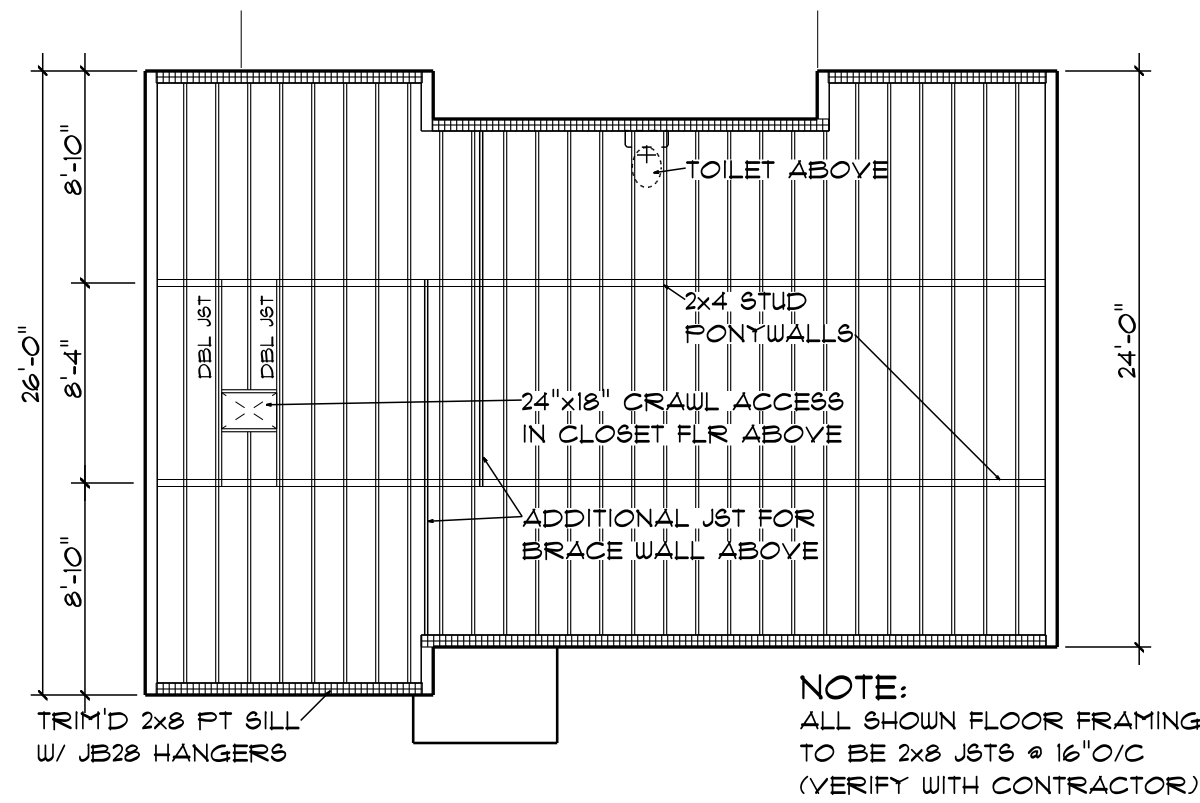 8'-10"
TOILET ABOVE
DBL JST
DBL JST
2x4 STUD
PONYWALLS
26'-0"
8'-4"
24'-0"
24"x18" CRAWL ACCESS
IN CLOSET FLR ABOVE
ADDITIONAL JST FOR
BRACE WALL ABOVE
8'-10"
TRIM'D 2x8 PT SILL
W/ JB28 HANGERS
NOTE:
ALL SHOWN FLOOR FRAMING
TO BE 2x8 JSTS @ 16"O/C
(VERIFY WITH CONTRACTOR)